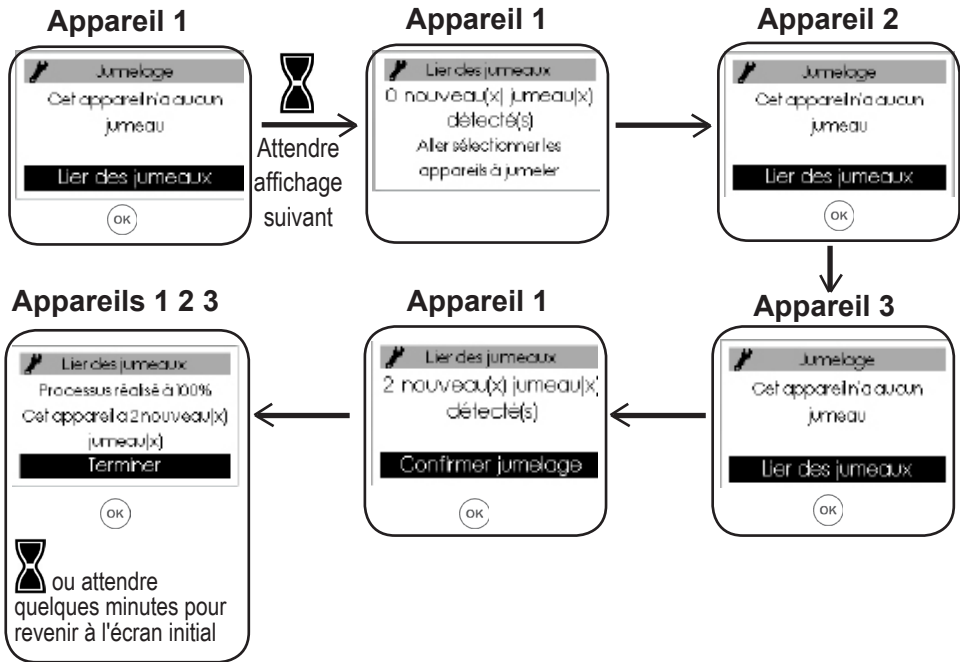 Appareil 1
Jumelage
Cet appareil n'a aucun
jumeau
Lier des jumeaux
OK
Attendre
affichage
suivant
Appareil 1
Lier des jumeaux
0 nouveau(x) jumeau(x)
détecté(s)
Aller sélectionner les
appareils à jumeler
Appareil 2
Jumelage
Cet appareil n'a aucun
jumeau
Lier des jumeaux
OK
Appareil 3
Jumelage
Cet appareil n'a aucun
jumeau
Lier des jumeaux
OK
Appareil 1
Lier des jumeaux
2 nouveau(x) jumeau(x)
détecté(s)
Confirmer jumelage
OK
Appareils 1 2 3
Lier des jumeaux
Processus réalisé à 100%
Cet appareil a 2 nouveau(x)
jumeau(x)
Terminer
OK
ou attendre
quelques minutes pour
revenir à l'écran initial